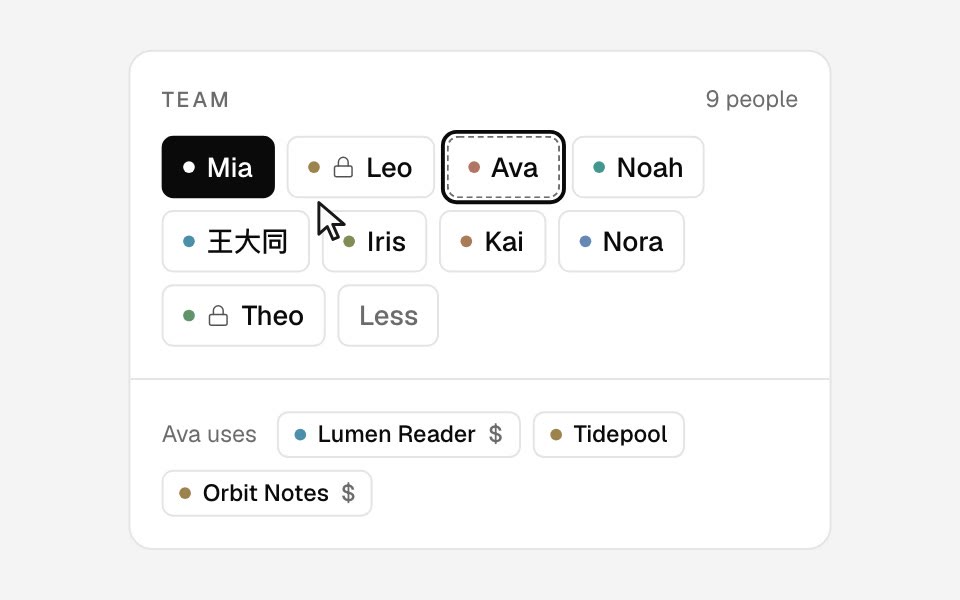 TEAM 9 people
Mia Leo Ava Noah
王大同 Iris Kai Nora
Theo Less
Ava uses Lumen Reader $ Tidepool
Orbit Notes $